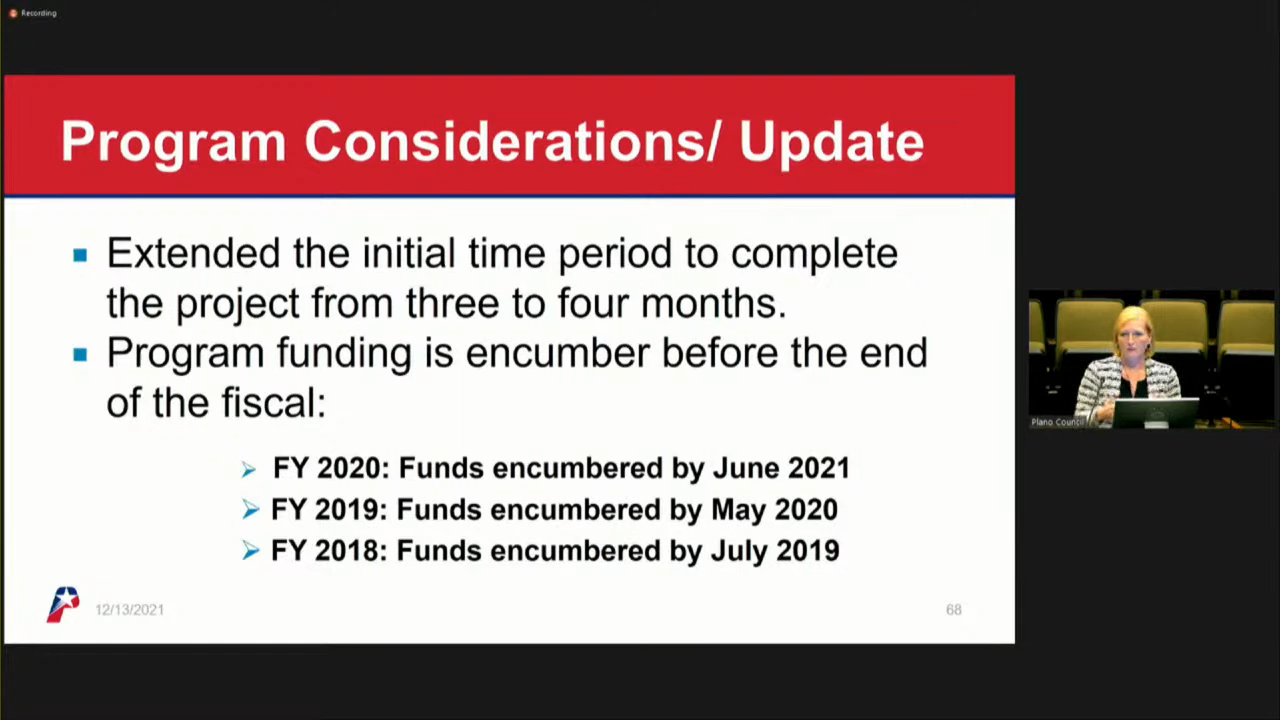 Recording
Program Considerations/ Update
Extended the initial time period to complete
the project from three to four months.
Program funding is encumber before the end
of the fiscal:
FY 2020: Funds encumbered by June 2021
FY 2019: Funds encumbered by May 2020
FY 2018: Funds encumbered by July 2019
12/13/2021
68
Plano Council